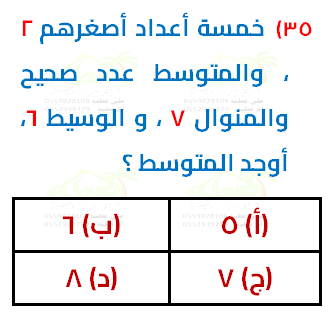 ٣٥) خمسة أعداد أصغرهم ٢
، والمتوسط عدد صحيح
والمنوال ٧ ، و الوسيط ٦،
أوجد المتوسط ؟
(أ) ٥
(ب) ٦
(ج) ٧
(د) ٨